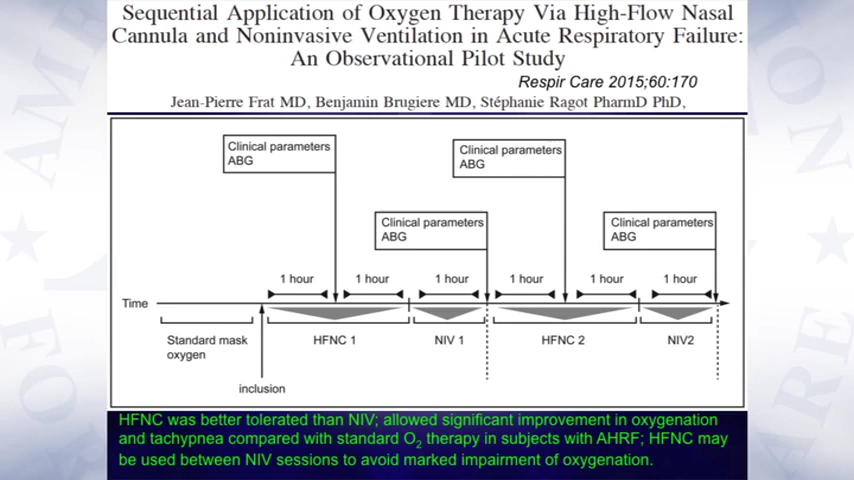 Sequential Application of Oxygen Therapy Via High-Flow Nasal
Cannula and Noninvasive Ventilation in Acute Respiratory Failure:
An Observational Pilot Study
Respir Care 2015;60:170
Jean-Pierre Frat MD, Benjamin Brugiere MD, Stéphanie Ragot PharmD PhD,
Clinical parameters
ABG
Clinical parameters
ABG
Clinical parameters
ABG
Clinical parameters
ABG
1 hour 1 hour 1 hour 1 hour 1 hour 1 hour
Time
Standard mask
oxygen
HFNC 1 NIV 1 HFNC 2 NIV2
inclusion
HFNC was better tolerated than NIV; allowed significant improvement in oxygenation
and tachypnea compared with standard O2 therapy in subjects with AHRF; HFNC may
be used between NIV sessions to avoid marked impairment of oxygenation.